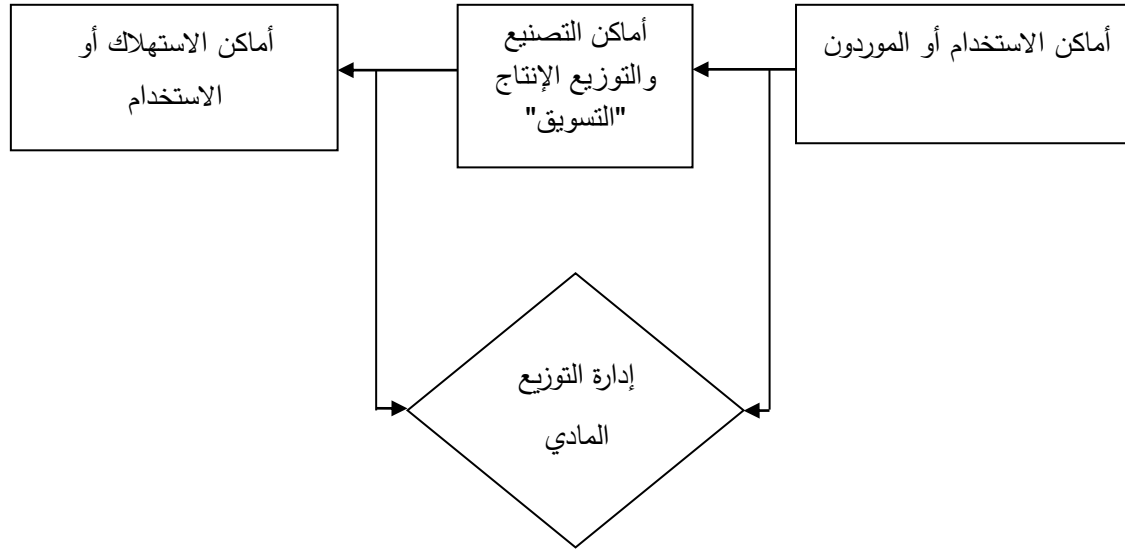 أماكن الاستخدام أو الموردون
أماكن التصنيع
والتوزيع الإنتاج
"التسويق"
أماكن الاستهلاك أو
الاستخدام
إدارة التوزيع
المادي